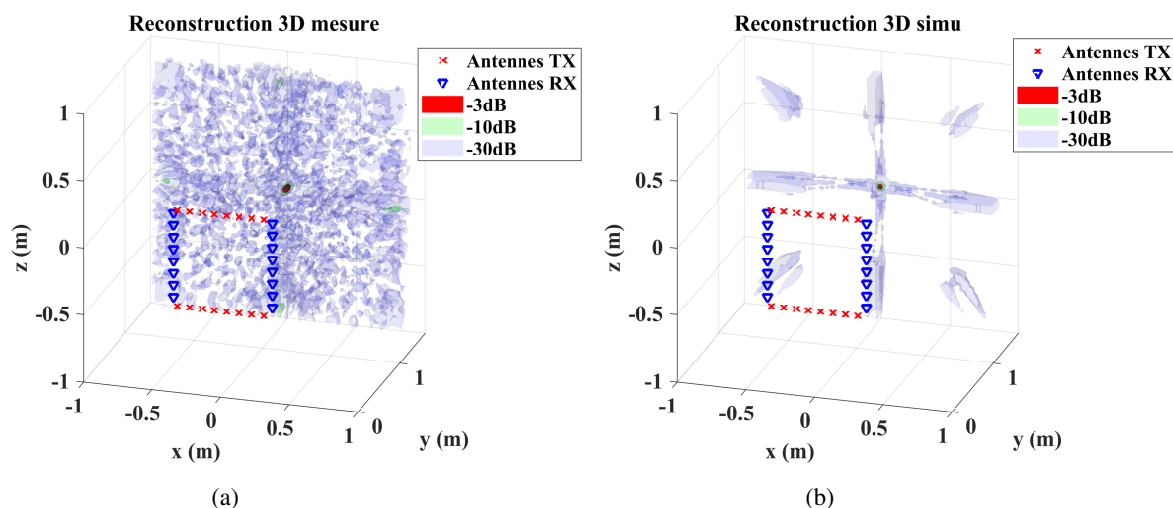 Reconstruction 3D mesure
Antennes TX
Antennes RX
-3dB
-10dB
-30dB
1
0.5
0
-0.5
-1
z (m)
-1
-0.5
0
0.5
1
x (m)
0
1
y (m)
(a)
Reconstruction 3D simu
Antennes TX
Antennes RX
-3dB
-10dB
-30dB
1
0.5
0
-0.5
-1
z (m)
-1
-0.5
0
0.5
1
x (m)
0
1
y (m)
(b)